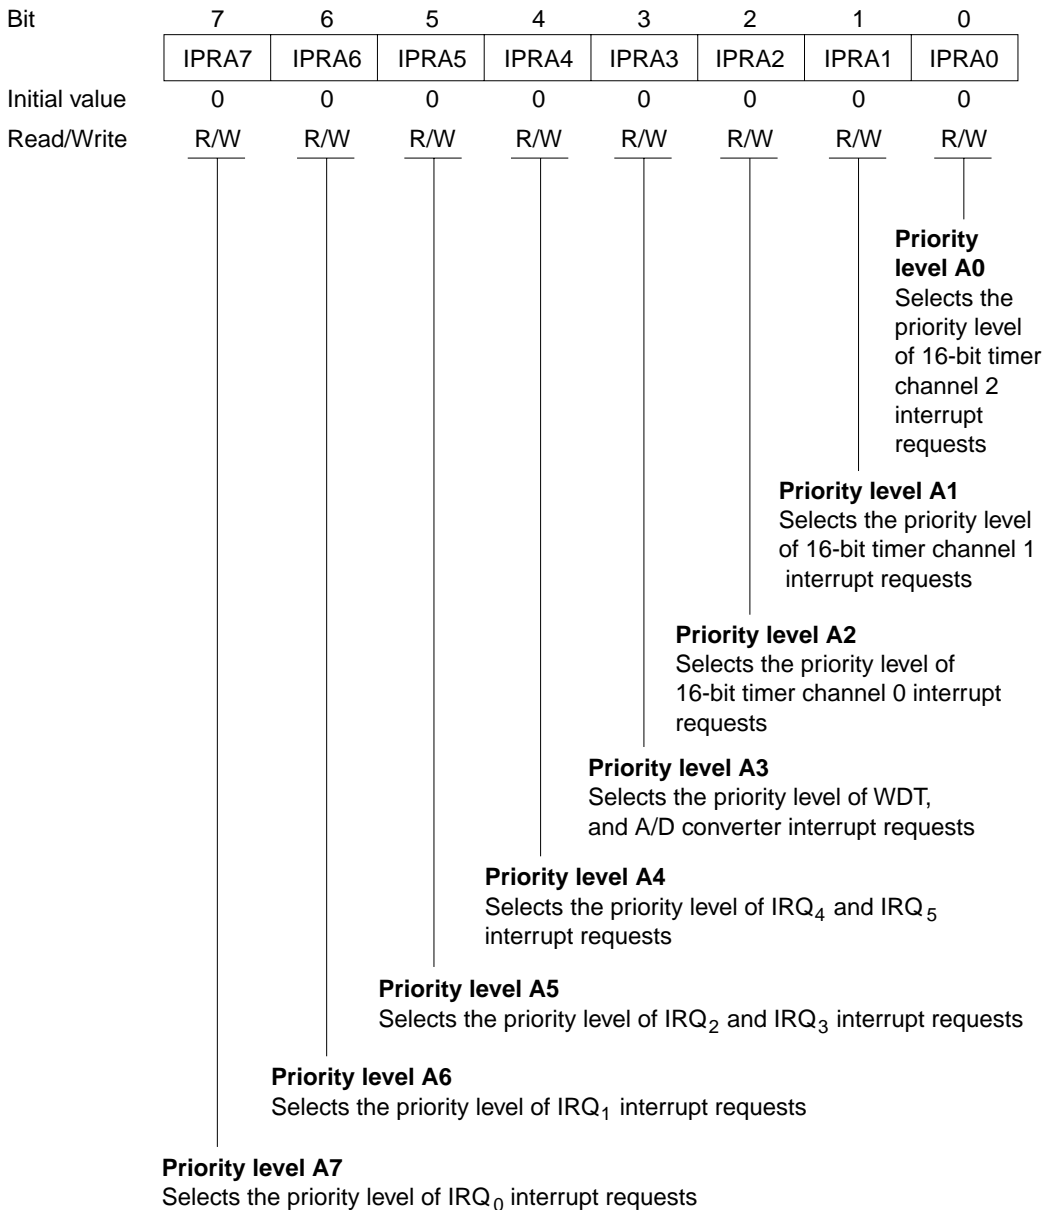 Bit 7 6 5 4 3 2 1 0
IPRA7 IPRA6 IPRA5 IPRA4 IPRA3 IPRA2 IPRA1 IPRA0
Initial value 0 0 0 0 0 0 0 0
Read/Write R/W R/W R/W R/W R/W R/W R/W R/W
Priority
level A0
Selects the
priority level
of 16-bit timer
channel 2
interrupt
requests
Priority level A1
Selects the priority level
of 16-bit timer channel 1
interrupt requests
Priority level A2
Selects the priority level of
16-bit timer channel 0 interrupt
requests
Priority level A3
Selects the priority level of WDT,
and A/D converter interrupt requests
Priority level A4
Selects the priority level of IRQ4 and IRQ5
interrupt requests
Priority level A5
Selects the priority level of IRQ2 and IRQ3 interrupt requests
Priority level A6
Selects the priority level of IRQ1 interrupt requests
Priority level A7
Selects the priority level of IRQ0 interrupt requests